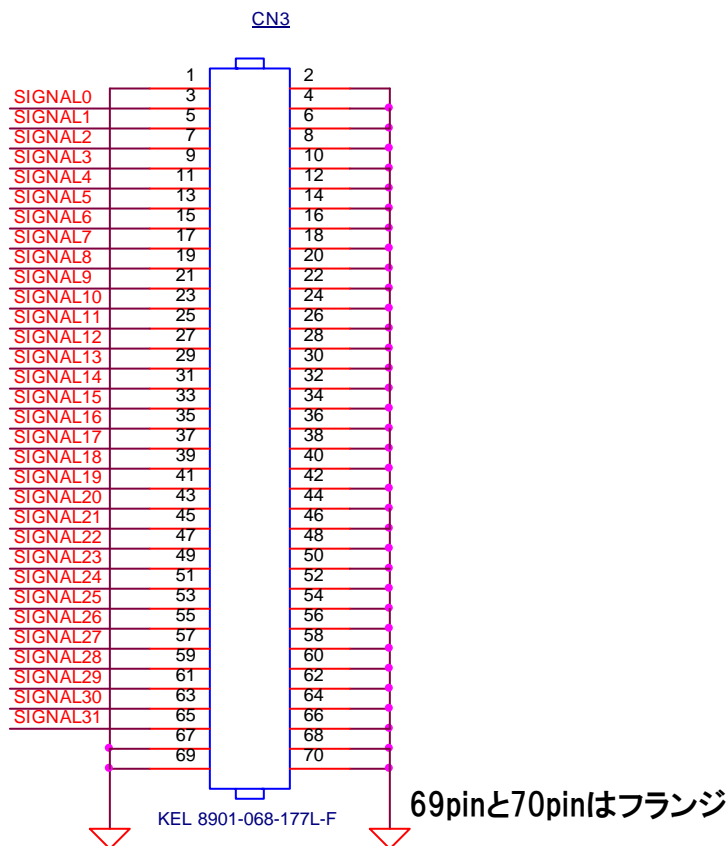 CN3
1 2
SIGNAL0 3 4
SIGNAL1 5 6
SIGNAL2 7 8
SIGNAL3 9 10
SIGNAL4 11 12
SIGNAL5 13 14
SIGNAL6 15 16
SIGNAL7 17 18
SIGNAL8 19 20
SIGNAL9 21 22
SIGNAL10 23 24
SIGNAL11 25 26
SIGNAL12 27 28
SIGNAL13 29 30
SIGNAL14 31 32
SIGNAL15 33 34
SIGNAL16 35 36
SIGNAL17 37 38
SIGNAL18 39 40
SIGNAL19 41 42
SIGNAL20 43 44
SIGNAL21 45 46
SIGNAL22 47 48
SIGNAL23 49 50
SIGNAL24 51 52
SIGNAL25 53 54
SIGNAL26 55 56
SIGNAL27 57 58
SIGNAL28 59 60
SIGNAL29 61 62
SIGNAL30 63 64
SIGNAL31 65 66
67 68
69 70
69pinと70pinはフランジ
KEL 8901-068-177L-F